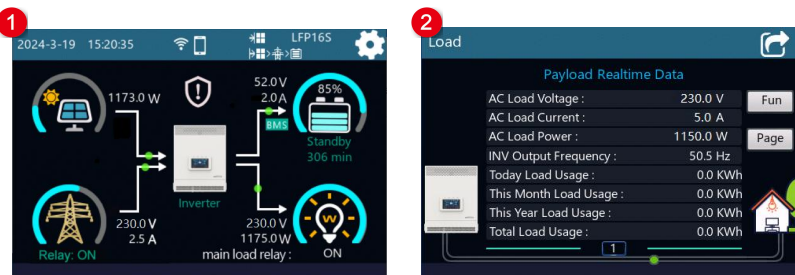 1
2024-3-19 15:20:35
LFP16S
1173.0 W
52.0 V
2.0 A
BMS
85%
Standby
306 min
Inverter
230.0 V
2.5 A
Relay: ON
230.0 V
1175.0 W
main load relay :
W
ON
2
Load
Payload Realtime Data
AC Load Voltage : 230.0 V
AC Load Current : 5.0 A
AC Load Power : 1150.0 W
INV Output Frequency : 50.5 Hz
Today Load Usage : 0.0 KWh
This Month Load Usage : 0.0 KWh
This Year Load Usage : 0.0 KWh
Total Load Usage : 0.0 KWh
1
Fun
Page